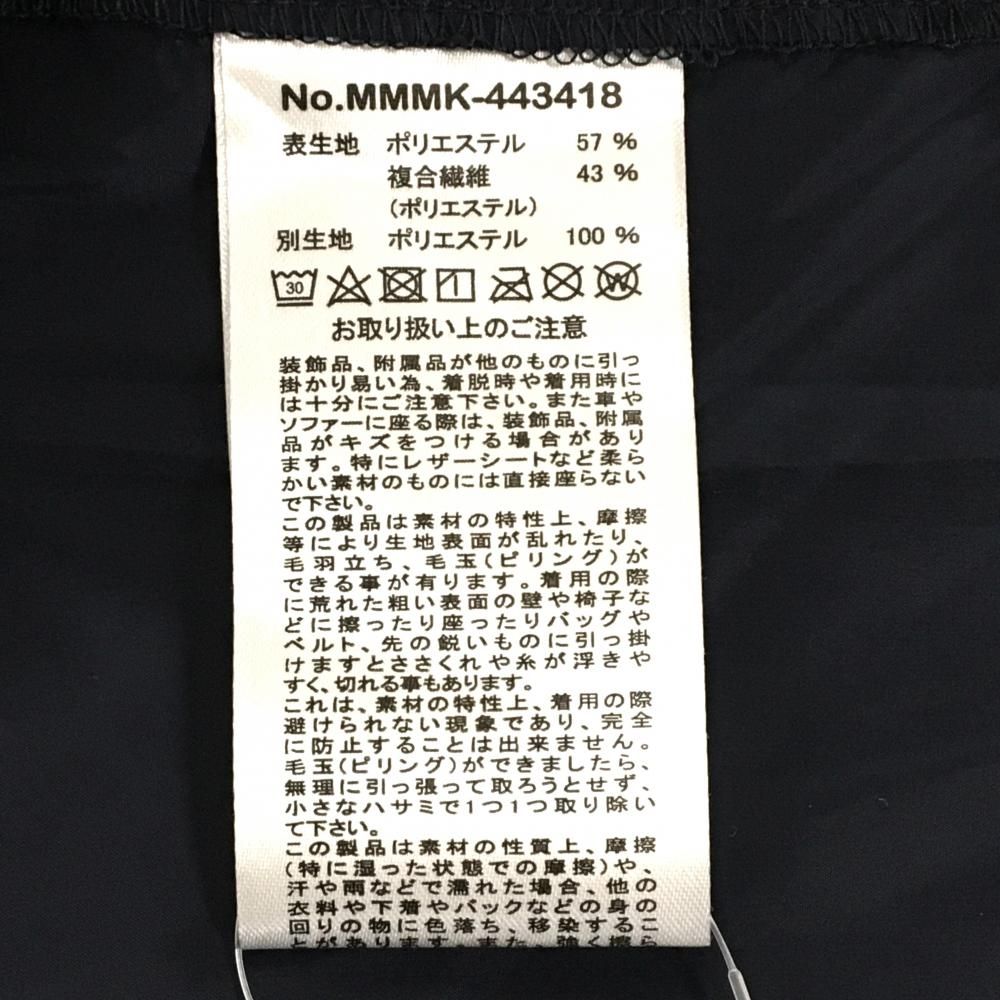 No.MMMK-443418
表生地 ポリエステル 57 %
複合繊維 43 %
(ポリエステル)
別生地 ポリエステル 100 %
30 W
お取り扱い上のご注意
装飾品、附属品が他のものに引っ
掛かり易い為、着脱時や着用時に
は十分にご注意下さい。また車や
ソファーに座る際は、装飾品、附属
品がキズをつける場合があり
ます。特にレザーシートなど柔ら
かい素材のものには直接座らない
で下さい。
この製品は素材の特性上、摩擦
等により生地表面が乱れたり、
毛羽立ち、毛玉(ピリング)が
できる事が有ります。着用の際
に荒れた粗い表面の壁や椅子な
どに擦ったり座ったりバッグや
ベルト、先の鋭いものに引っ掛
けますとささくれや糸が浮きや
すく、切れる事もあります。
これは、素材の特性上、着用の際
避けられない現象であり、完全
に防止することは出来ません。
毛玉(ピリング)ができましたら、
無理に引っ張って取ろうとせず、
小さなハサミで1つ1つ取り除い
て下さい。
この製品は素材の性質上、摩擦
(特に湿った状態での摩擦)や、
汗や雨などで濡れた場合、他の
衣料や下着やバックなどの身の
回りの物に色落ち、移染するこ
とがあります。また、強く擦ら